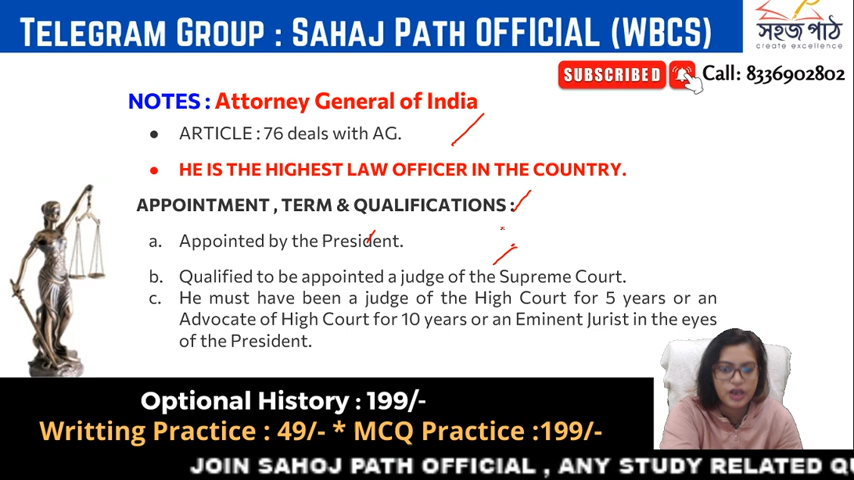 TELEGRAM GROUP : SAHAJ PATH OFFICIAL (WBCS)
সহজ পাঠ
create excellence
SUBSCRIBED
Call: 8336902802
NOTES : Attorney General of India
• ARTICLE : 76 deals with AG.
• HE IS THE HIGHEST LAW OFFICER IN THE COUNTRY.
APPOINTMENT , TERM & QUALIFICATIONS :
a. Appointed by the President.
b. Qualified to be appointed a judge of the Supreme Court.
c. He must have been a judge of the High Court for 5 years or an
Advocate of High Court for 10 years or an Eminent Jurist in the eyes
of the President.
Optional History : 199/-
Writting Practice : 49/- * MCQ Practice :199/-
JOIN SAHOJ PATH OFFICIAL , ANY STUDY RELATED